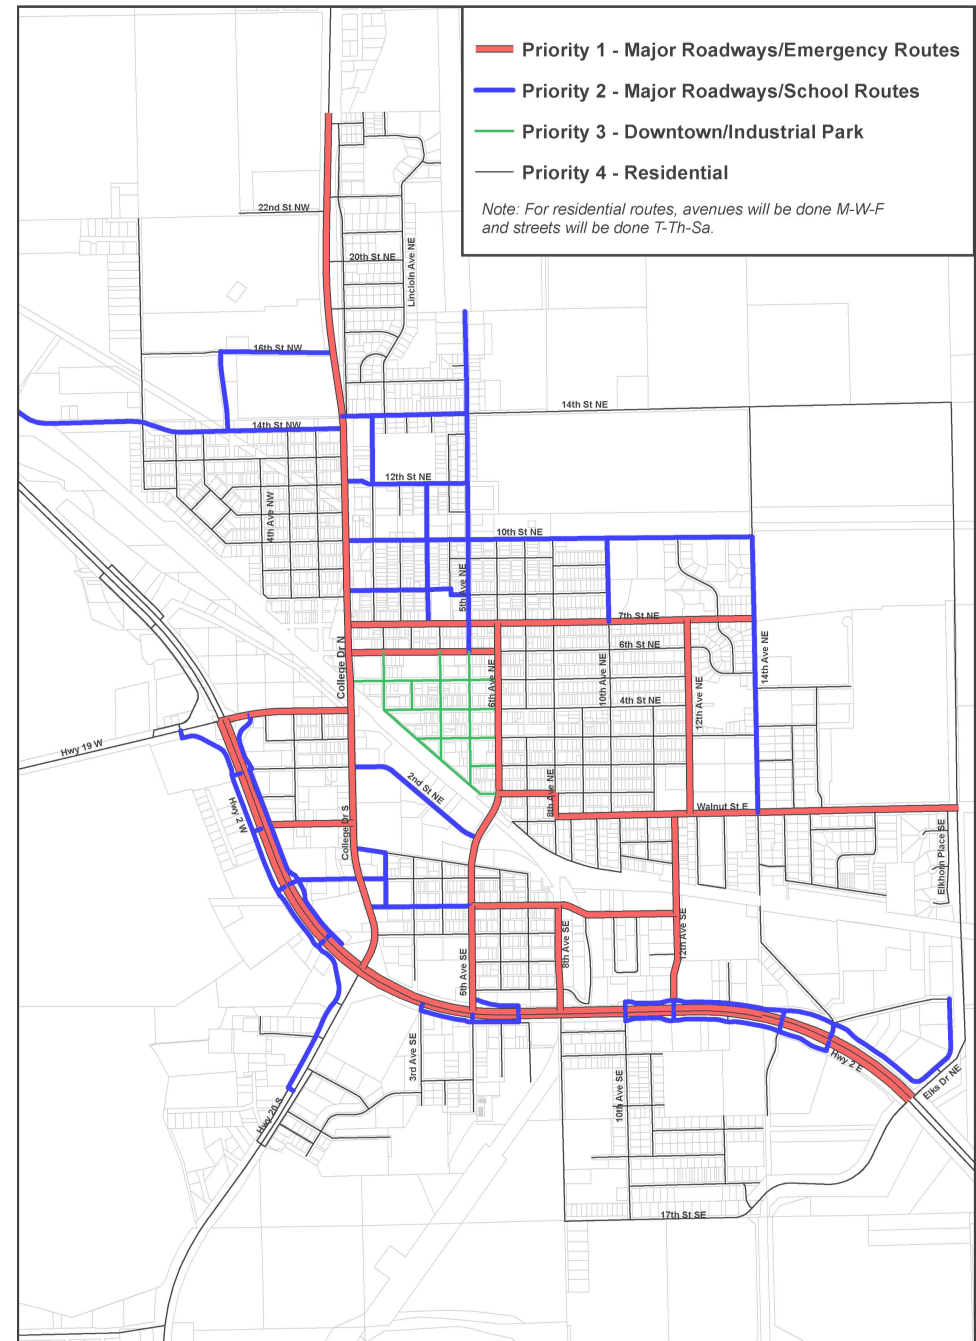 Priority 1 - Major Roadways/Emergency Routes
Priority 2 - Major Roadways/School Routes
Priority 3 - Downtown/Industrial Park
Priority 4 - Residential
Note: For residential routes, avenues will be done M-W-F
and streets will be done T-Th-Sa.
22nd St NW
20th St NE
Lincloln Ave NE
16th St NW
14th St NE
14th St NW
12th St NE
4th Ave NW
10th St NE
5th Ave NE
7th St NE
6th St NE
College Dr N
6th Ave NE
10th Ave NE
12th Ave NE
14th Ave NE
4th St NE
Hwy 19 W
2nd St NE
8th Ave NE
Walnut St E
Hwy 2 W
College Dr S
Elkhorn Place SE
5th Ave SE
8th Ave SE
12th Ave SE
3rd Ave SE
10th Ave SE
Hwy 2 E
Elks Dr NE
Hwy 20 S
17th St SE